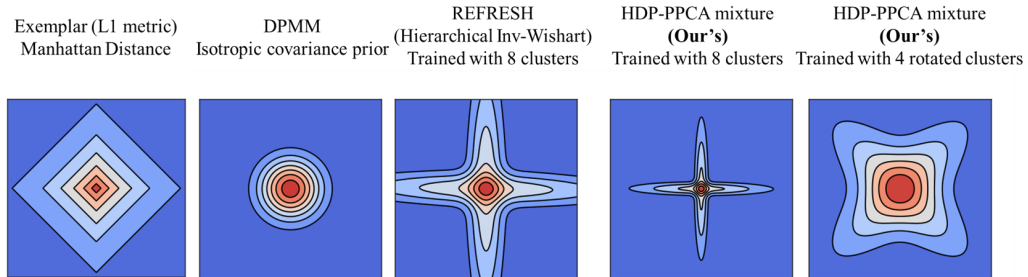 Exemplar (L1 metric)
Manhattan Distance
DPMM
Isotropic covariance prior
REFRESH
(Hierarchical Inv-Wishart)
Trained with 8 clusters
HDP-PPCA mixture
(Our's)
Trained with 8 clusters
HDP-PPCA mixture
(Our's)
Trained with 4 rotated clusters